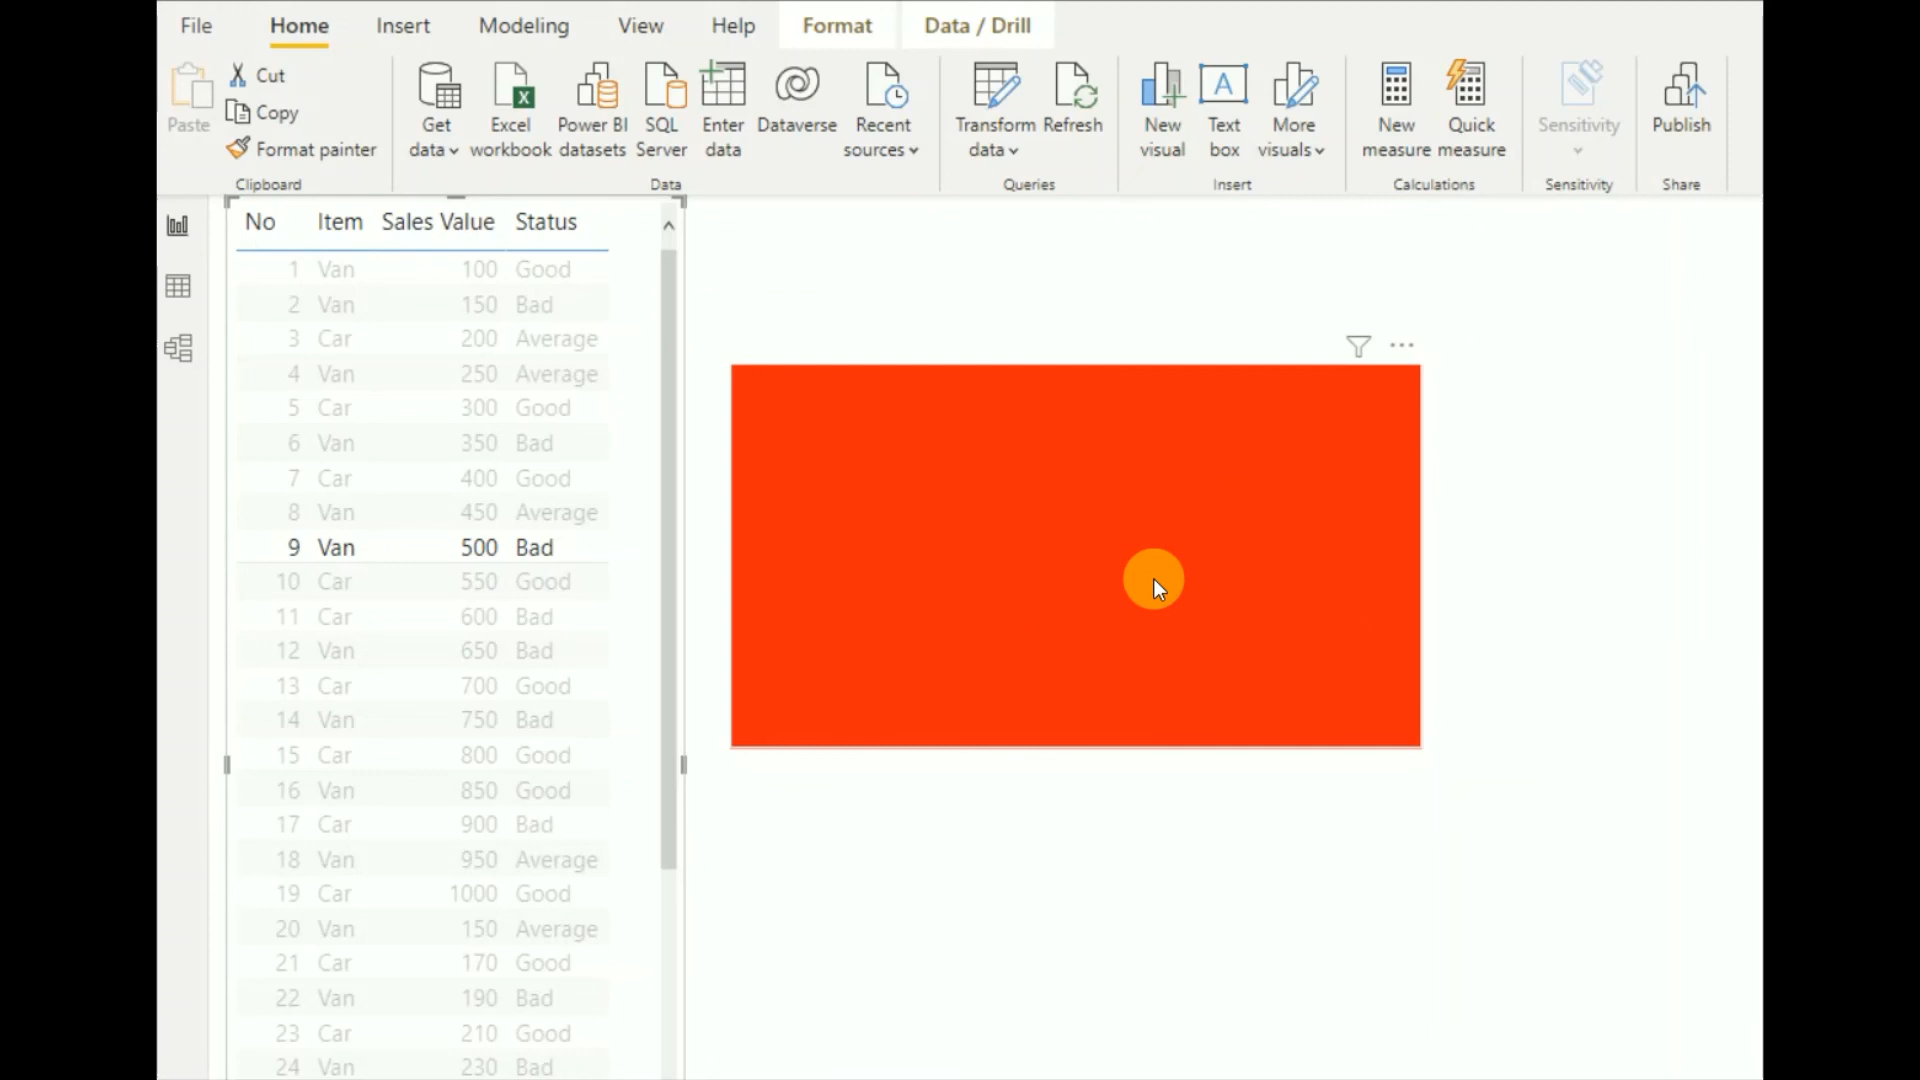 File Home Insert Modeling View Help Format Data / Drill
Paste
Cut
Copy
Format painter
Clipboard
Get data
Excel workbook
Power BI datasets
SQL Server
Enter data
Dataverse
Recent sources
Data
Transform data
Refresh
Queries
New visual
A
Text box
More visuals
Insert
New measure
Quick measure
Calculations
Sensitivity
Sensitivity
Publish
Share
No Item Sales Value Status
1 Van 100 Good
2 Van 150 Bad
3 Car 200 Average
4 Van 250 Average
5 Car 300 Good
6 Van 350 Bad
7 Car 400 Good
8 Van 450 Average
9 Van 500 Bad
10 Car 550 Good
11 Car 600 Bad
12 Van 650 Bad
13 Car 700 Good
14 Van 750 Bad
15 Car 800 Good
16 Van 850 Good
17 Car 900 Bad
18 Van 950 Average
19 Car 1000 Good
20 Van 150 Average
21 Car 170 Good
22 Van 190 Bad
23 Car 210 Good
24 Van 230 Bad